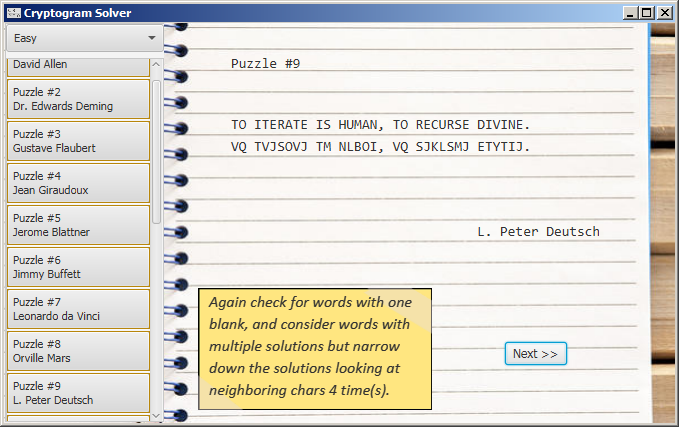 Cryptogram Solver
Easy
David Allen
Puzzle #2
Dr. Edwards Deming
Puzzle #3
Gustave Flaubert
Puzzle #4
Jean Giraudoux
Puzzle #5
Jerome Blattner
Puzzle #6
Jimmy Buffett
Puzzle #7
Leonardo da Vinci
Puzzle #8
Orville Mars
Puzzle #9
L. Peter Deutsch
Puzzle #9
TO ITERATE IS HUMAN, TO RECURSE DIVINE.
VQ TVJSOVJ TM NLBOI, VQ SJKLSMJ ETYTIJ.
L. Peter Deutsch
Again check for words with one
blank, and consider words with
multiple solutions but narrow
down the solutions looking at
neighboring chars 4 time(s).
Next >>